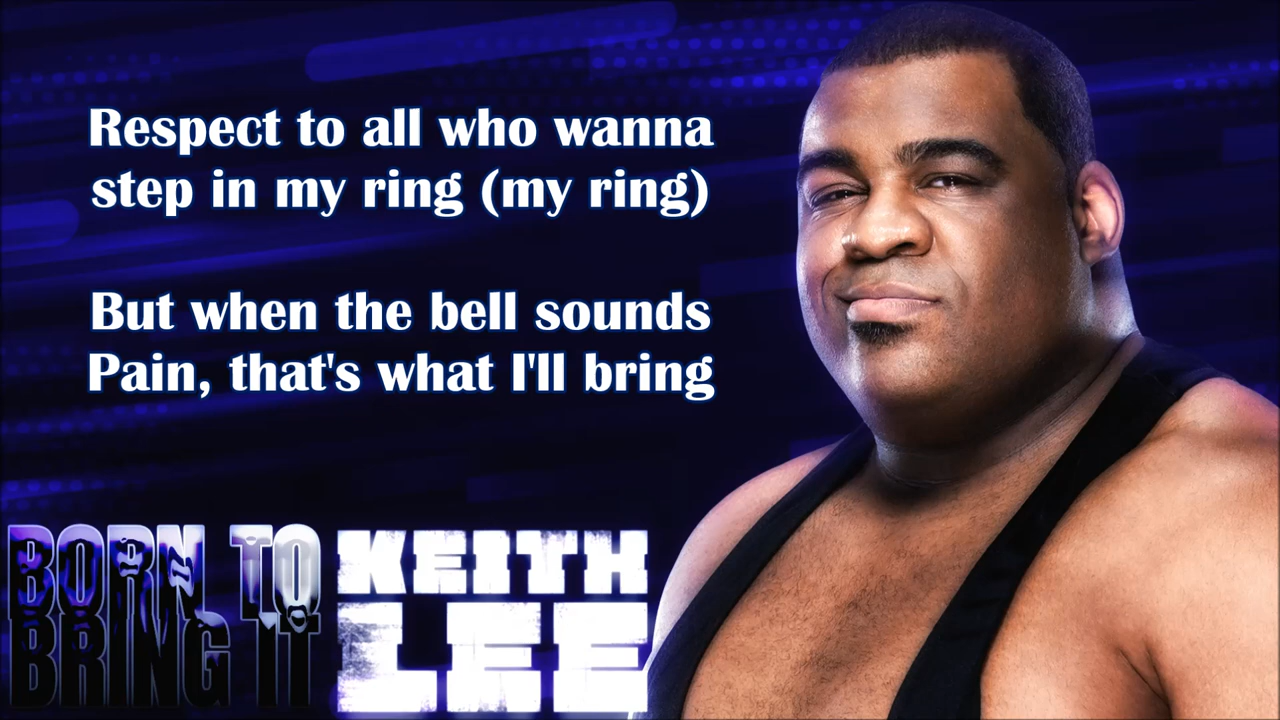 Respect to all who wanna
step in my ring (my ring)
But when the bell sounds
Pain, that's what I'll bring
BORN TO
BRING IT
KEITH
LEE